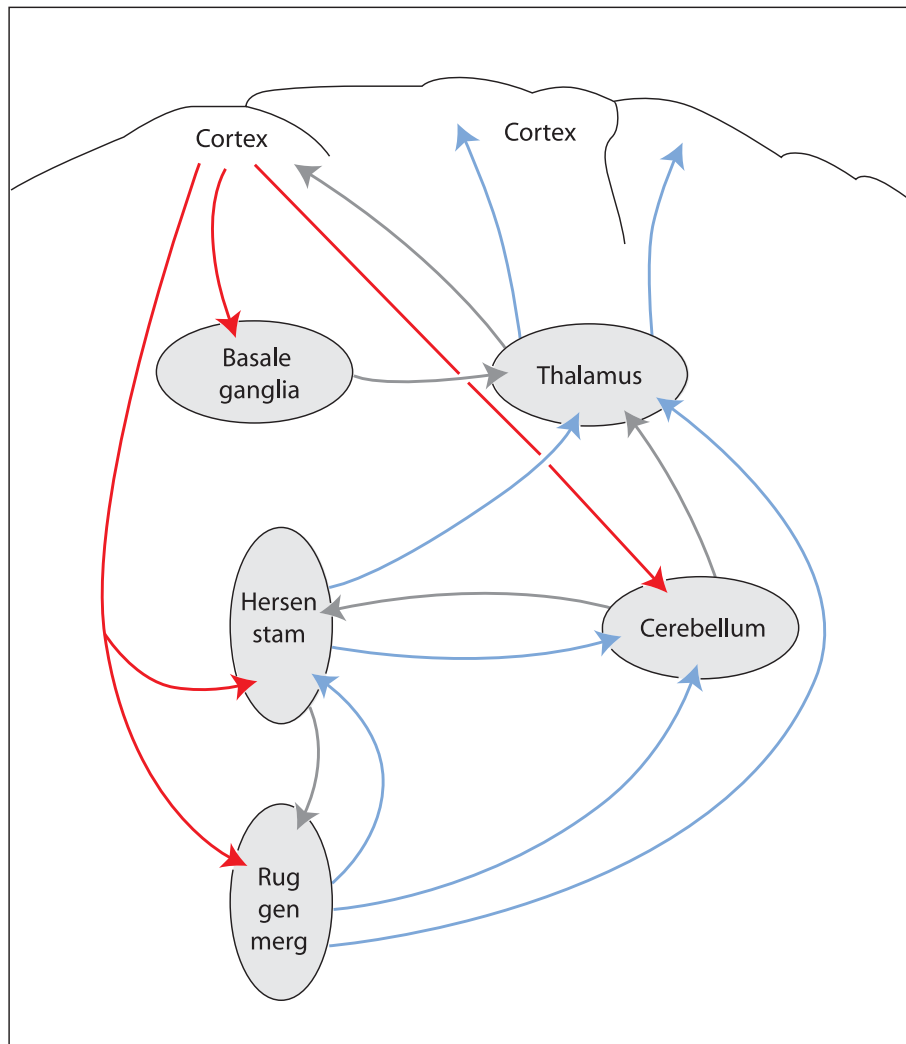 Cortex
Cortex
Basale
ganglia
Thalamus
Hersen
stam
Cerebellum
Rug
gen
merg